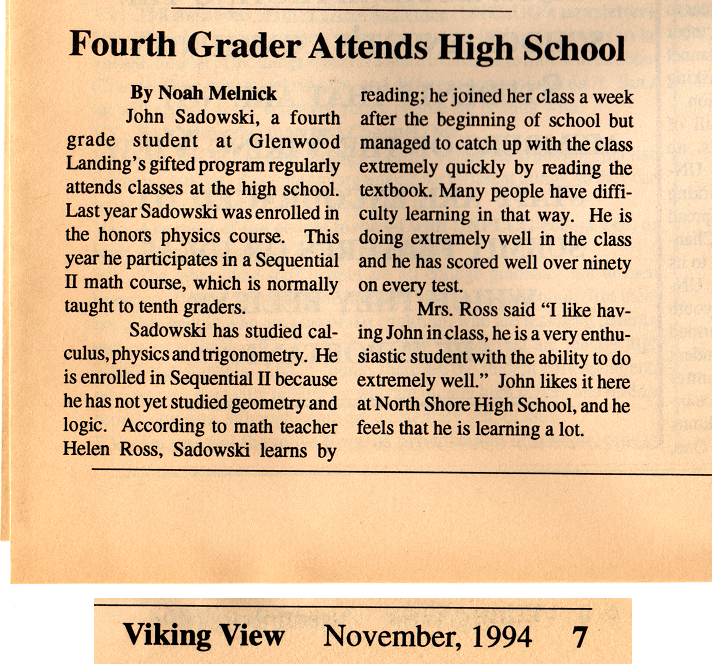 Fourth Grader Attends High School
By Noah Melnick
John Sadowski, a fourth
grade student at Glenwood
Landing's gifted program regularly
attends classes at the high school.
Last year Sadowski was enrolled in
the honors physics course. This
year he participates in a Sequential
II math course, which is normally
taught to tenth graders.
Sadowski has studied cal-
culus, physics and trigonometry. He
is enrolled in Sequential II because
he has not yet studied geometry and
logic. According to math teacher
Helen Ross, Sadowski learns by
reading; he joined her class a week
after the beginning of school but
managed to catch up with the class
extremely quickly by reading the
textbook. Many people have diffi-
culty learning in that way. He is
doing extremely well in the class
and he has scored well over ninety
on every test.
Mrs. Ross said “I like hav-
ing John in class, he is a very enthu-
siastic student with the ability to do
extremely well.” John likes it here
at North Shore High School, and he
feels that he is learning a lot.
Viking View November, 1994 7